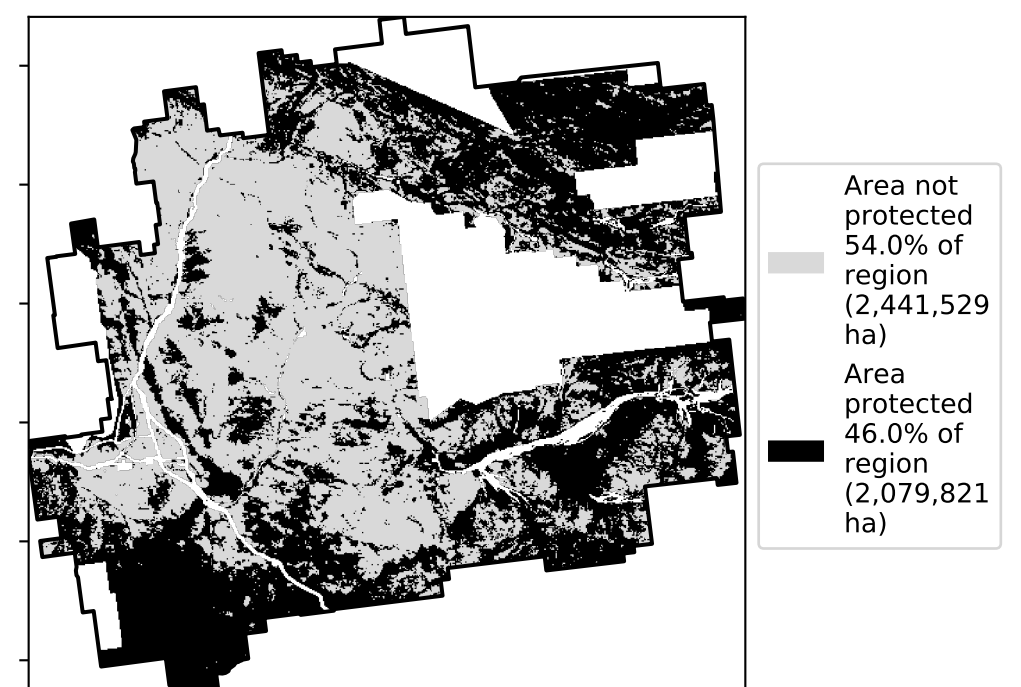 Area not
protected
54.0% of
region
(2,441,529
ha)
Area
protected
46.0% of
region
(2,079,821
ha)